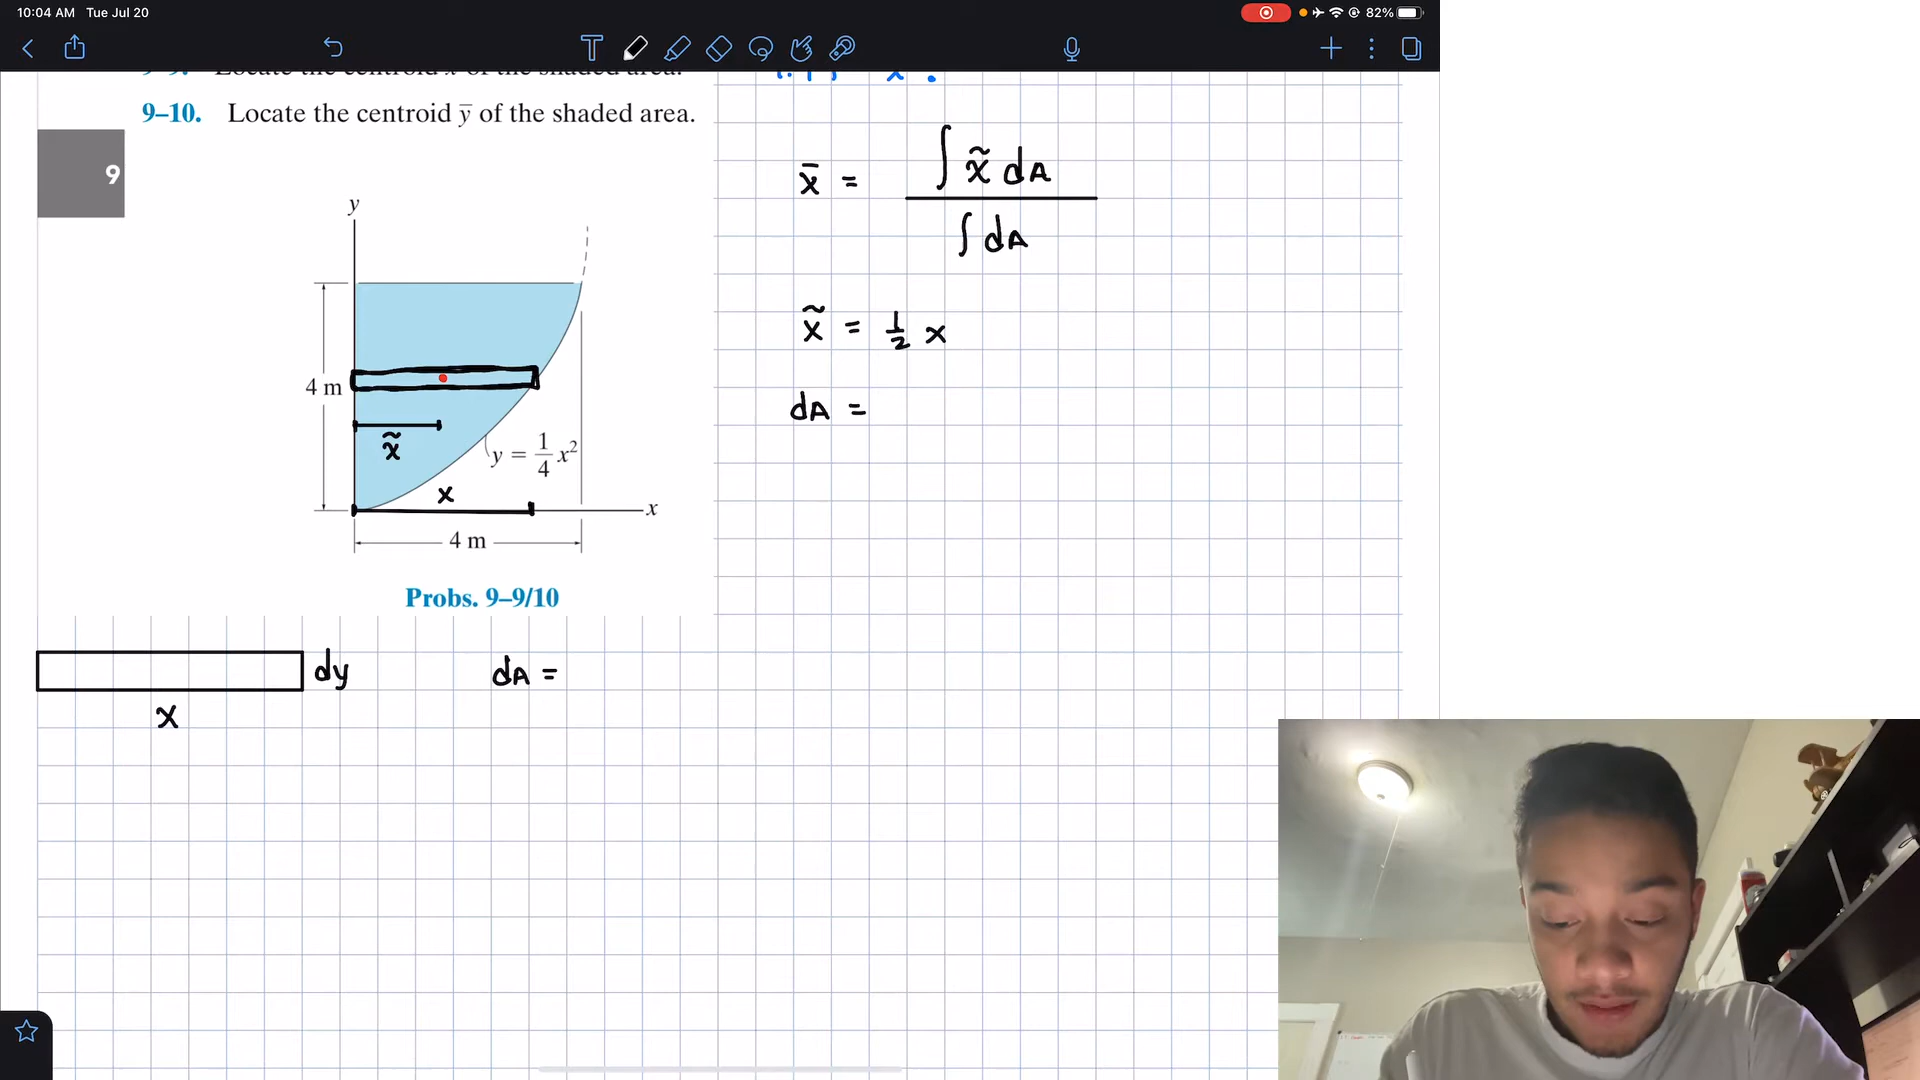 10:04 AM Tue Jul 20
82%
9–10. Locate the centroid y̅ of the shaded area.
9
y
4 m
x̃
y = 1/4 x²
x
x
4 m
Probs. 9–9/10
dy
x
dA =
x̅ = ∫ x̃ dA / ∫ dA
x̃ = 1/2 x
dA =